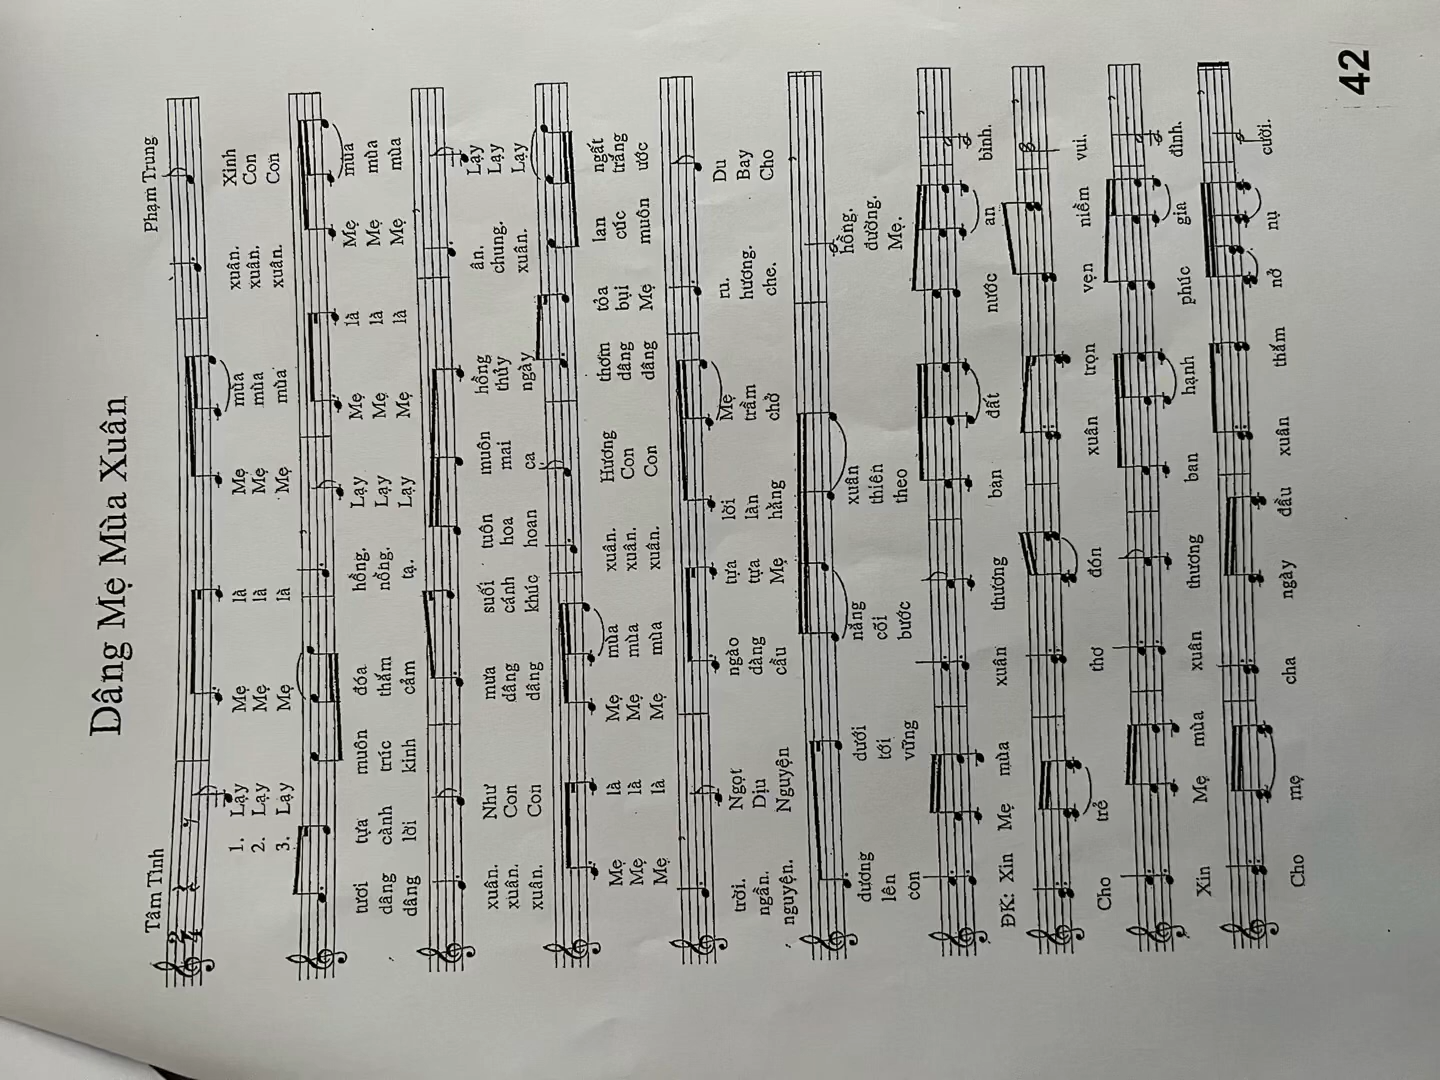 Dâng Mẹ Mùa Xuân
Tâm Tình Phạm Trung
1. Lạy Mẹ là Mẹ mùa xuân. Xinh
2. Lạy Mẹ là Mẹ mùa xuân. Con
3. Lạy Mẹ là Mẹ mùa xuân. Con
tươi tựa muôn đóa hồng. Lạy Mẹ là Mẹ mùa
dâng cành trúc thắm nồng. Lạy Mẹ là Mẹ mùa
dâng lời kinh cảm tạ. Lạy Mẹ là Mẹ mùa
xuân. Như mưa suối tuôn muôn hồng ân. Lạy
xuân. Con dâng cánh hoa mai thủy chung. Lạy
xuân. Con dâng khúc hoan ca ngày xuân. Lạy
Mẹ là Mẹ mùa xuân. Hương thơm tỏa lan ngất
Mẹ là Mẹ mùa xuân. Con dâng bụi cúc trắng
Mẹ là Mẹ mùa xuân. Con dâng Mẹ muôn ước
trời. Ngọt ngào tựa lời Mẹ ru. Du
ngần. Dịu dàng tựa làn trầm hương. Bay
nguyện. Nguyện cầu Mẹ hằng chở che. Cho
dương dưới nắng xuân hồng.
lên tới cõi thiên đường.
con vững bước theo Mẹ.
ĐK: Xin Mẹ mùa xuân thương ban đất nước an bình.
Cho trẻ thơ đón xuân trọn vẹn niềm vui.
Xin Mẹ mùa xuân thương ban hạnh phúc gia đình.
Cho mẹ cha ngày đầu xuân thắm nở nụ cười.
42